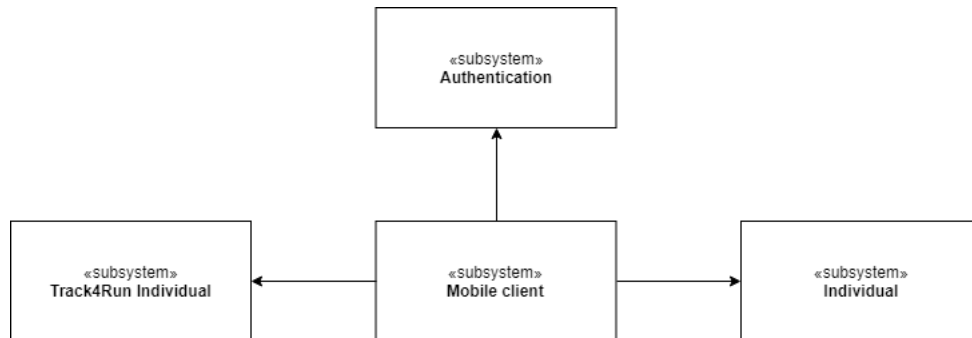 «subsystem»
Authentication
«subsystem»
Track4Run Individual
«subsystem»
Mobile client
«subsystem»
Individual